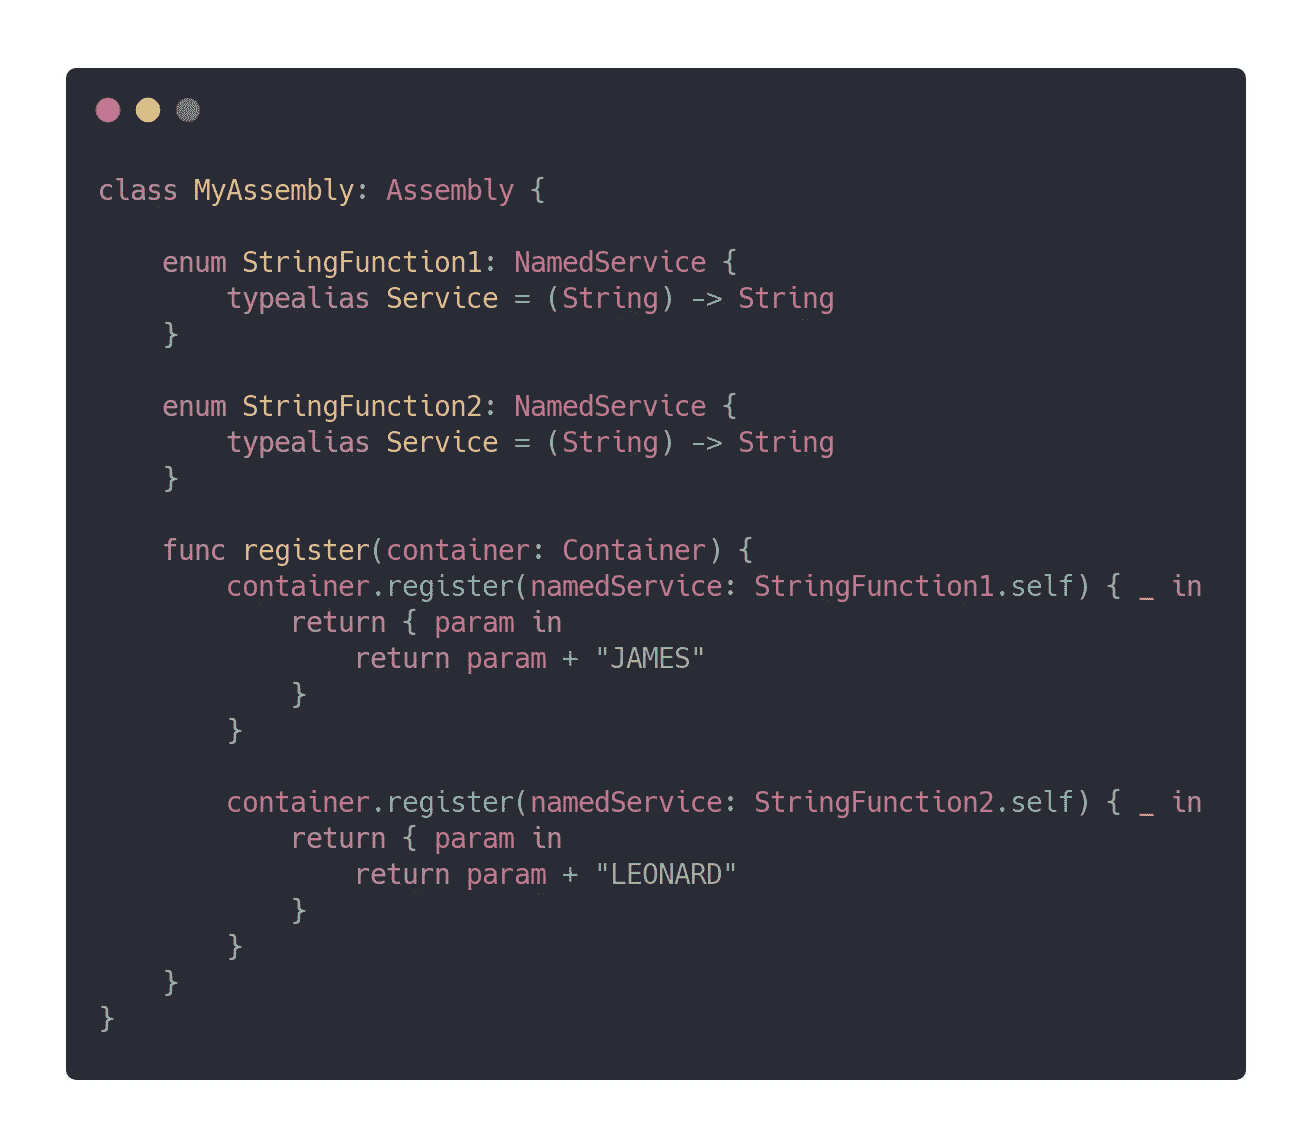 class MyAssembly: Assembly {
    enum StringFunction1: NamedService {
        typealias Service = (String) -> String
    }
    enum StringFunction2: NamedService {
        typealias Service = (String) -> String
    }
    func register(container: Container) {
        container.register(namedService: StringFunction1.self) { _ in
            return { param in
                return param + "JAMES"
            }
        }
        container.register(namedService: StringFunction2.self) { _ in
            return { param in
                return param + "LEONARD"
            }
        }
    }
}